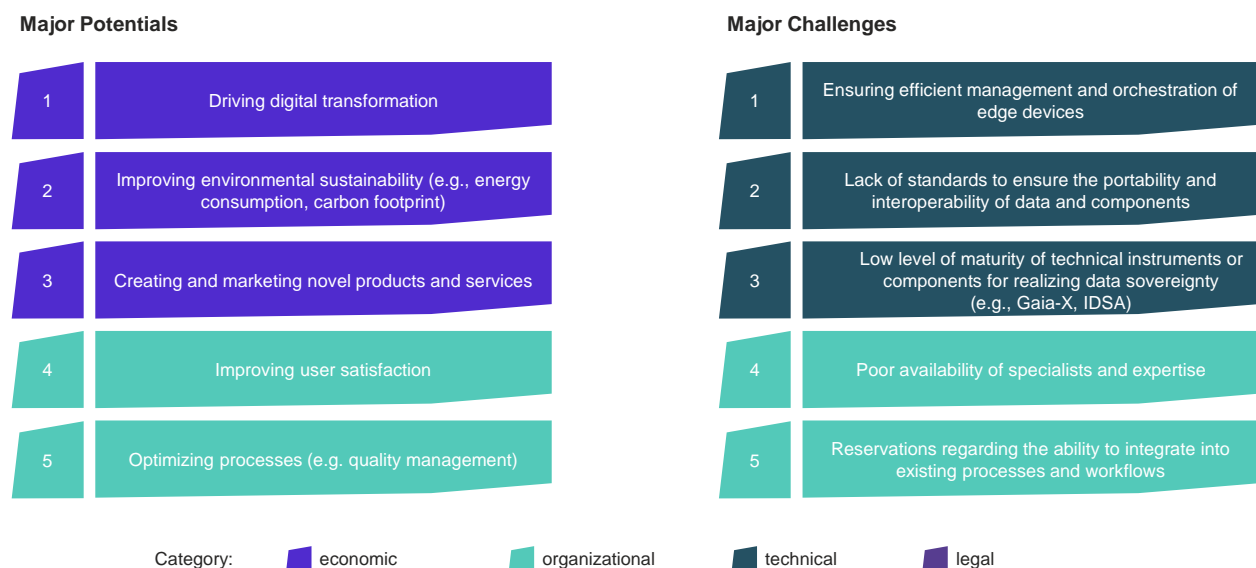 Major Potentials
1
Driving digital transformation
2
Improving environmental sustainability (e.g., energy
consumption, carbon footprint)
3
Creating and marketing novel products and services
4
Improving user satisfaction
5
Optimizing processes (e.g. quality management)
Major Challenges
1
Ensuring efficient management and orchestration of
edge devices
2
Lack of standards to ensure the portability and
interoperability of data and components
3
Low level of maturity of technical instruments or
components for realizing data sovereignty
(e.g., Gaia-X, IDSA)
4
Poor availability of specialists and expertise
5
Reservations regarding the ability to integrate into
existing processes and workflows
Category: economic organizational technical legal